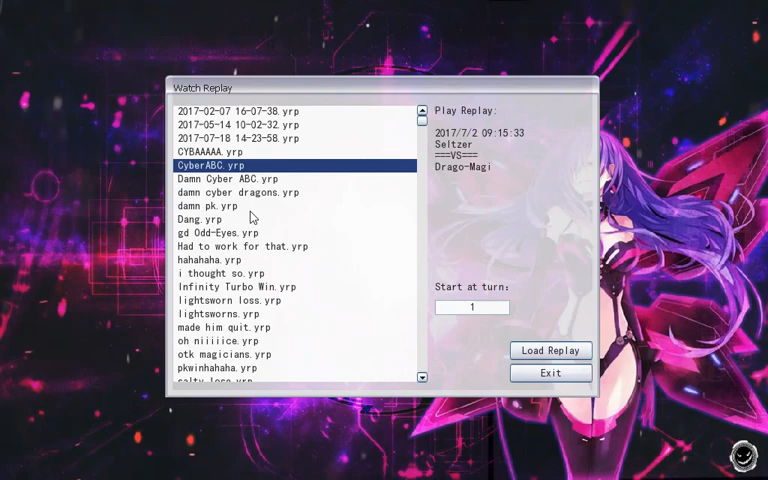 Watch Replay
2017-02-07 16-07-38.yrp
2017-05-14 10-02-32.yrp
2017-07-18 14-23-58.yrp
CYBAAAAA.yrp
CyberABC.yrp
Damn Cyber ABC.yrp
damn cyber dragons.yrp
damn pk.yrp
Dang.yrp
gd Odd-Eyes.yrp
Had to work for that.yrp
hahahaha.yrp
i thought so.yrp
Infinity Turbo Win.yrp
lightsworn loss.yrp
lightsworns.yrp
made him quit.yrp
oh niiiiice.yrp
otk magicians.yrp
pkwinhahaha.yrp
salty loss.yrp
Play Replay:
2017/7/2 09:15:33
Seltzer
===VS===
Drago-Magi
Start at turn:
1
Load Replay
Exit